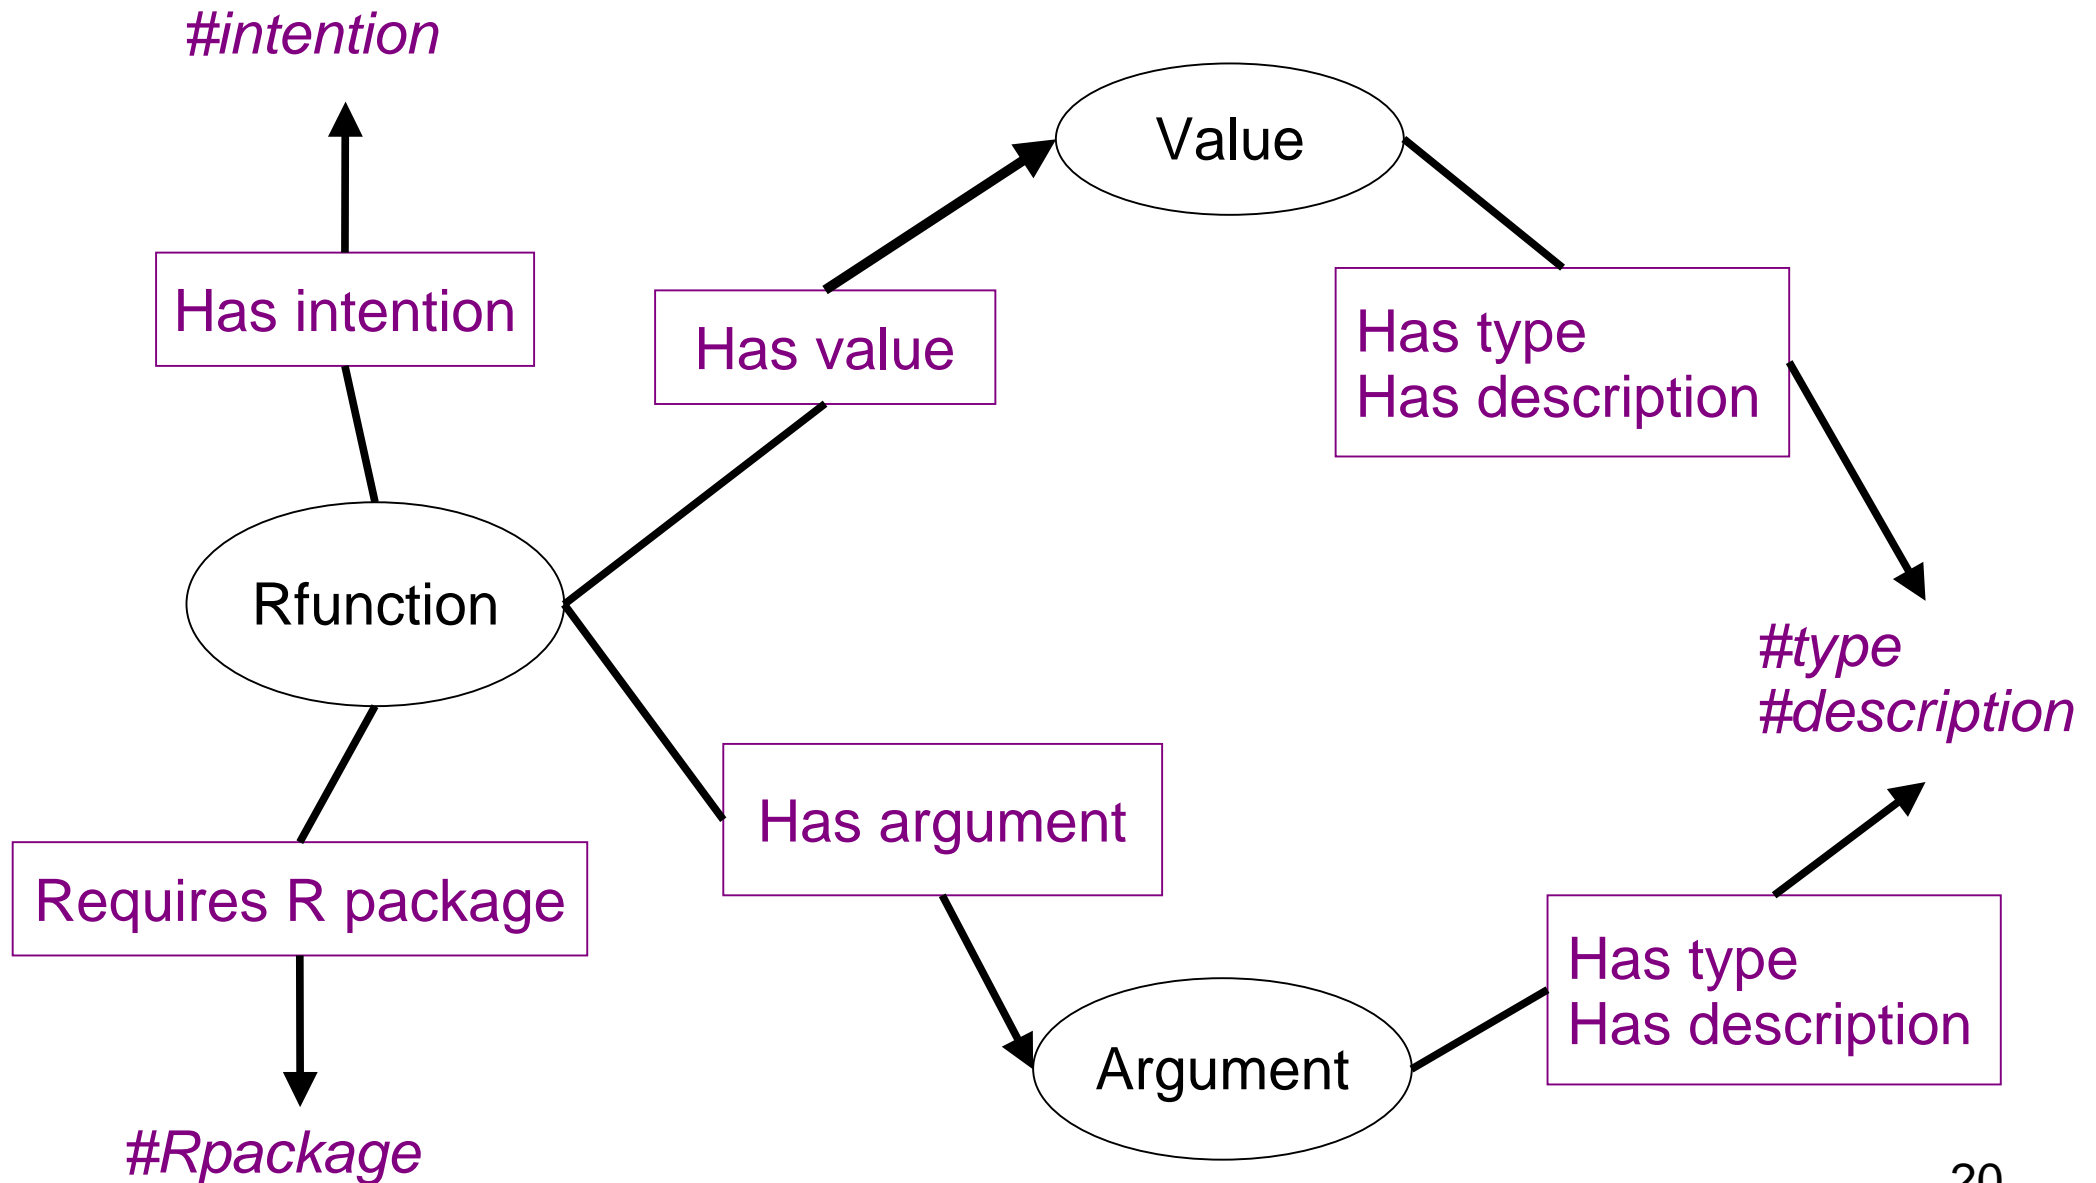 #intention
Value
Has intention
Has value
Has type
Has description
Rfunction
#type
#description
Has argument
Requires R package
Has type
Has description
Argument
#Rpackage
20